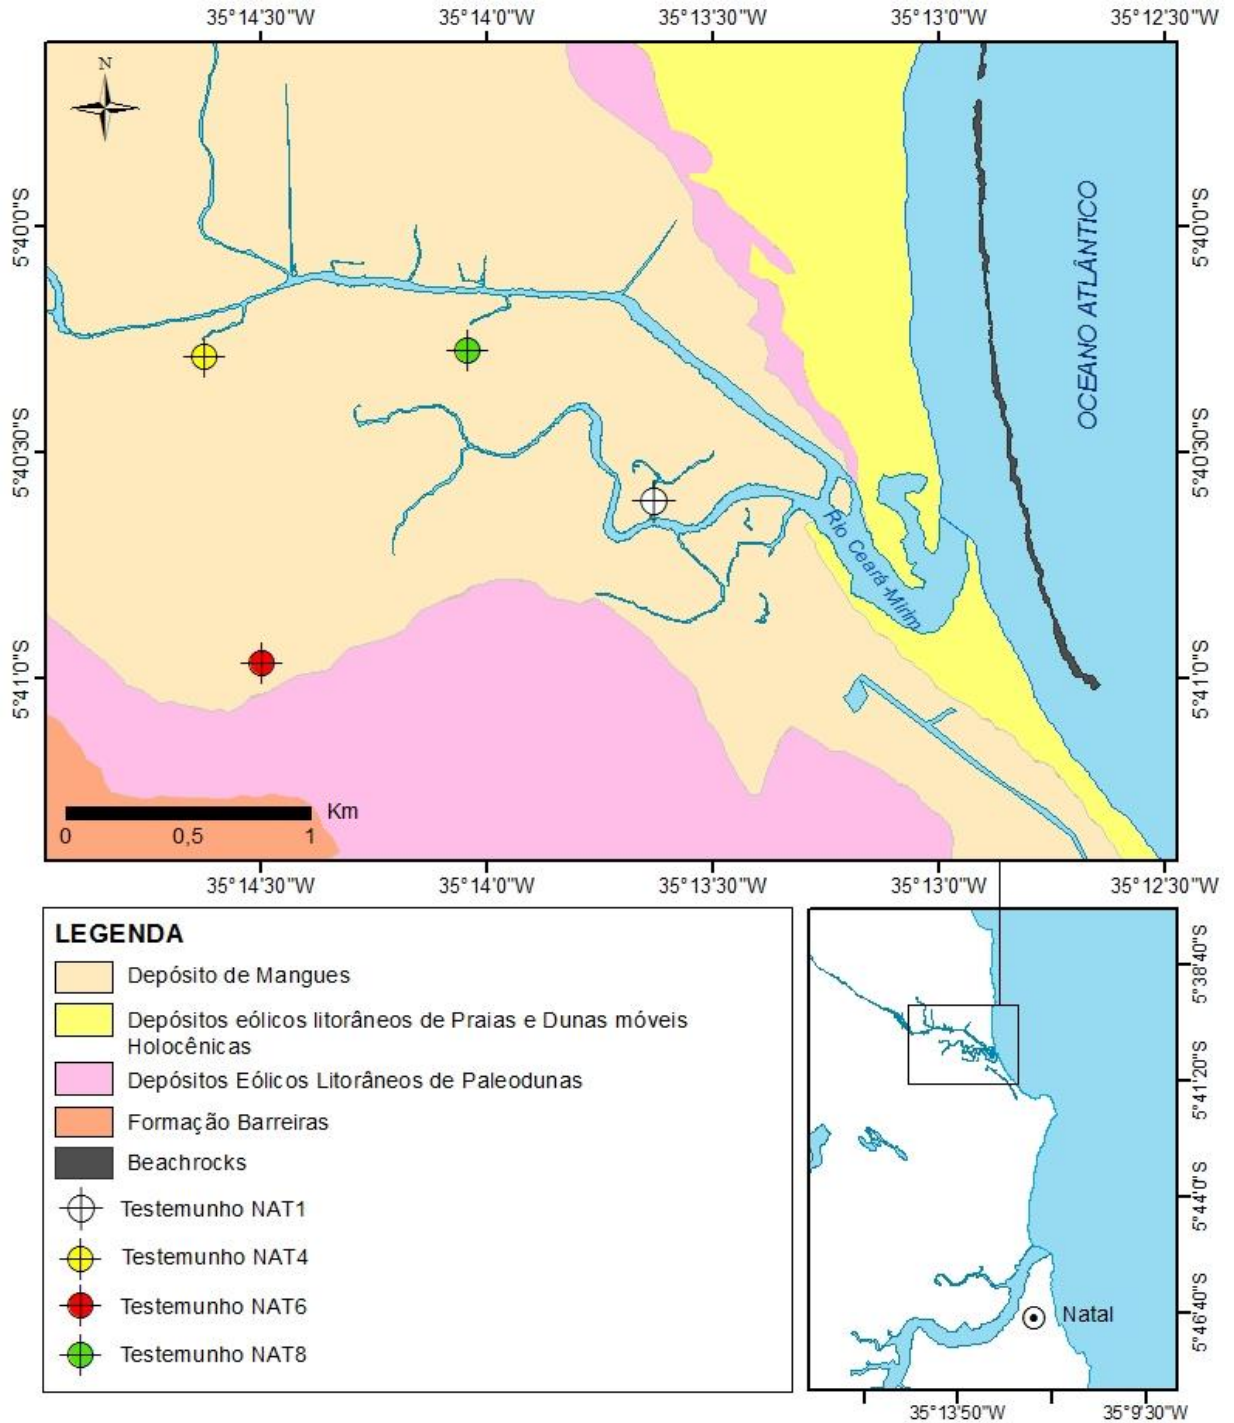 35°14'30"W 35°14'0"W 35°13'30"W 35°13'0"W 35°12'30"W
N
5°40'0"S 5°40'0"S
OCEANO ATLÂNTICO
5°40'30"S 5°40'30"S
Rio Ceará-Mirim
5°41'0"S 5°41'0"S
Km
0 0,5 1
35°14'30"W 35°14'0"W 35°13'30"W 35°13'0"W 35°12'30"W
LEGENDA
Depósito de Mangues
Depósitos eólicos litorâneos de Praias e Dunas móveis
Holocênicas
Depósitos Eólicos Litorâneos de Paleodunas
Formação Barreiras
Beachrocks
Testemunho NAT1
Testemunho NAT4
Testemunho NAT6
Testemunho NAT8
5°38'40"S
5°41'20"S
5°44'0"S
5°46'40"S
Natal
35°13'50"W 35°9'30"W